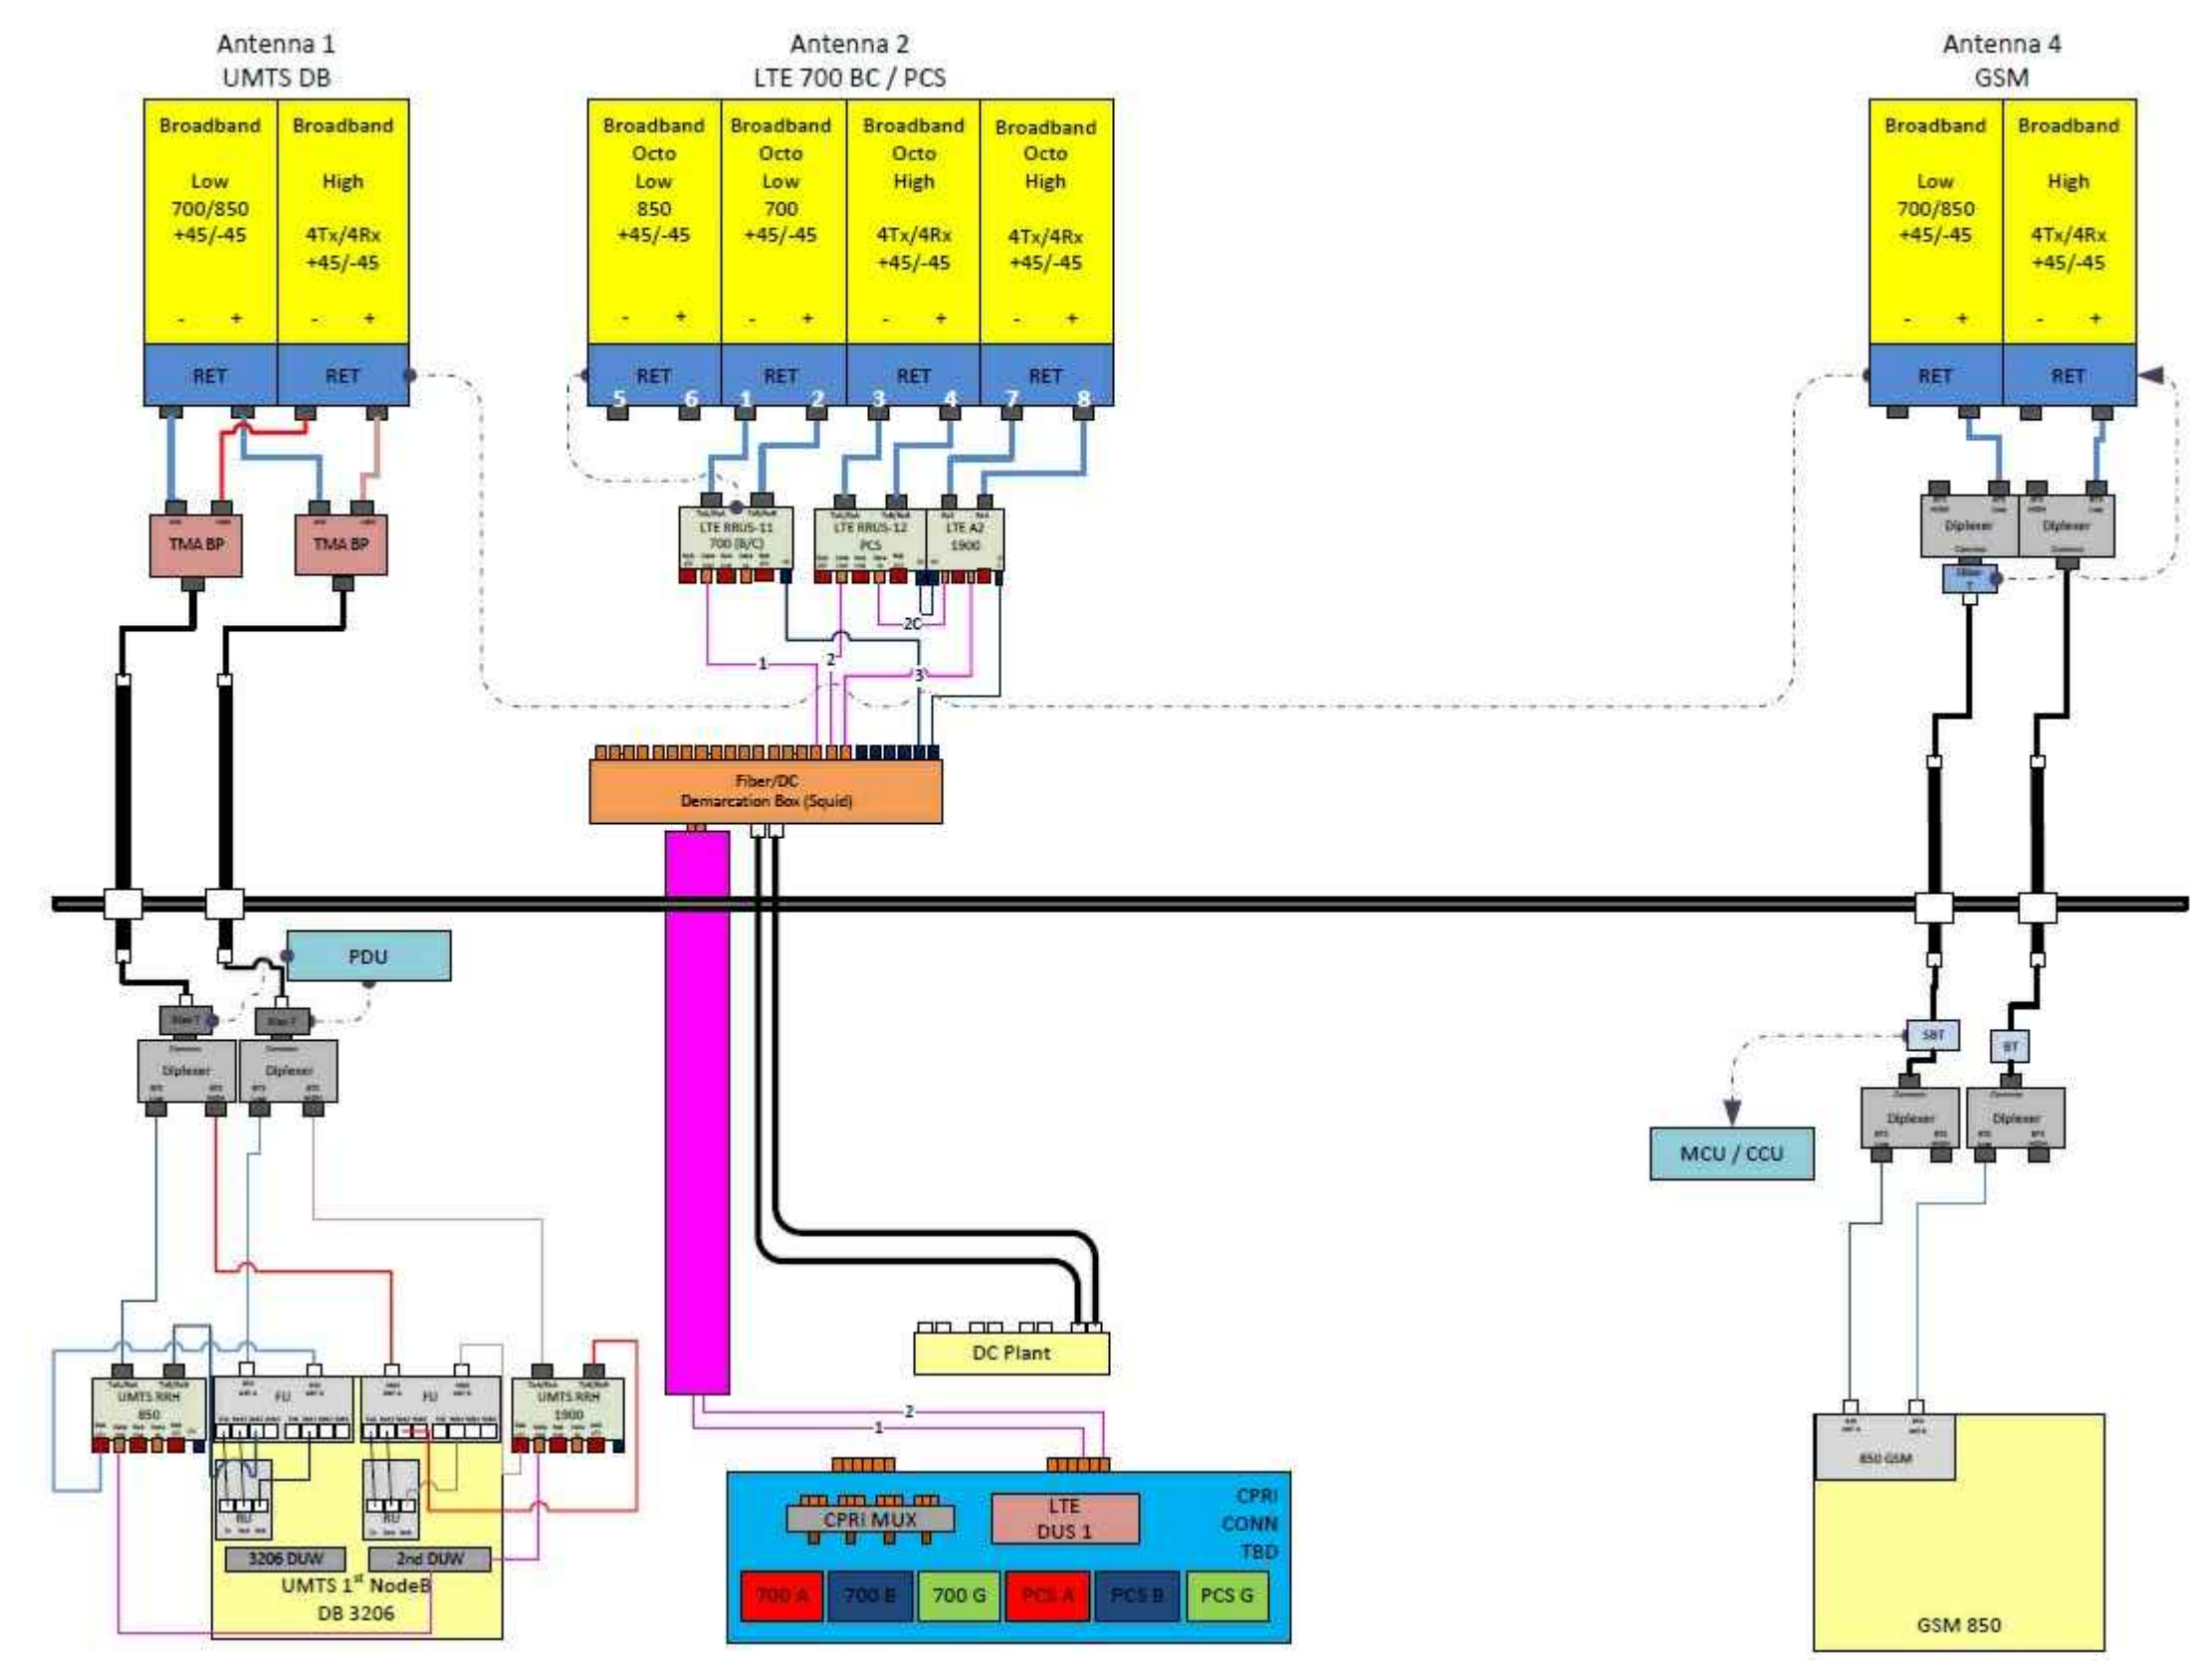 Antenna 1
UMTS DB
Antenna 2
LTE 700 BC / PCS
Antenna 4
GSM
Broadband
Low
700/850
+45/-45
- +
RET
Broadband
High
4Tx/4Rx
+45/-45
- +
RET
Broadband
Octo
Low
850
+45/-45
- +
RET
5 6
Broadband
Octo
Low
700
+45/-45
- +
RET
1 2
Broadband
Octo
High
4Tx/4Rx
+45/-45
- +
RET
3 4
Broadband
Octo
High
4Tx/4Rx
+45/-45
- +
RET
7 8
Broadband
Low
700/850
+45/-45
- +
RET
Broadband
High
4Tx/4Rx
+45/-45
- +
RET
TMA BP
TMA BP
LTE RRUS-11
700 (B/C)
LTE RRUS-12
PCS
LTE A2
1900
Diplexer
Diplexer
2C
1
2
3
Fiber/DC
Demarcation Box (Squid)
PDU
Bias T
Bias T
Diplexer
Diplexer
SBT
BT
Diplexer
Diplexer
MCU / CCU
DC Plant
UMTS RRH
850
FU
FU
UMTS RRH
1900
RU
RU
3206 DUW
2nd DUW
UMTS 1st NodeB
DB 3206
2
1
CPRI MUX
LTE
DUS 1
CPRI
CONN
TBD
700 A
700 B
700 G
PCS A
PCS B
PCS G
850 GSM
GSM 850